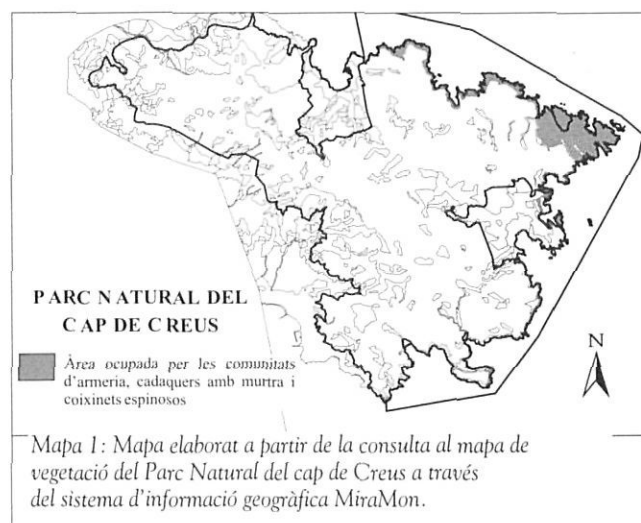 PARC NATURAL DEL
CAP DE CREUS
Àrea ocupada per les comunitats
d'armeria, cadaquers amb murtra i
coixinets espinosos
N
Mapa 1: Mapa elaborat a partir de la consulta al mapa de
vegetació del Parc Natural del cap de Creus a través
del sistema d'informació geogràfica MiraMon.